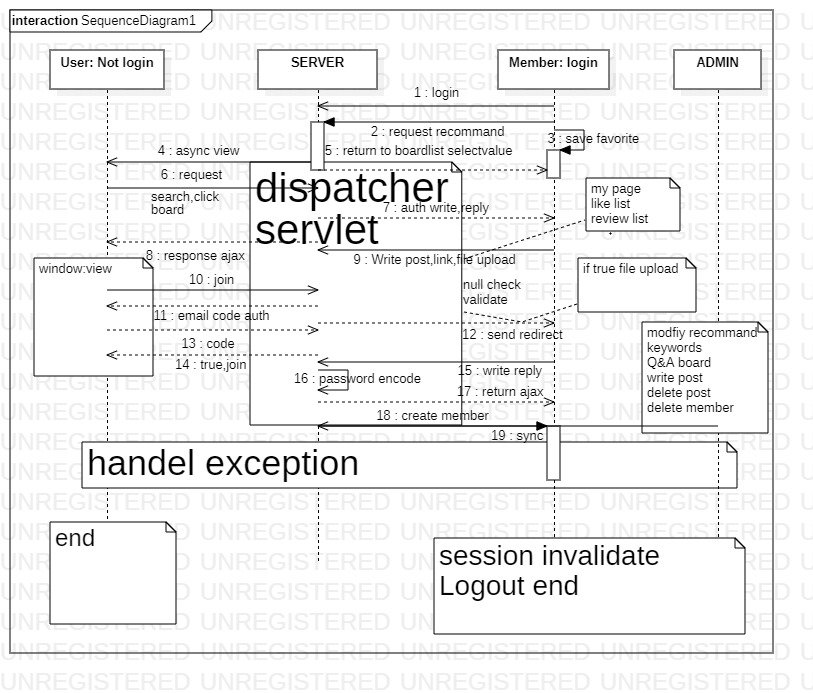 interaction SequenceDiagram1
User: Not login
SERVER
Member: login
ADMIN
1 : login
2 : request recommand
3 : save favorite
4 : async view
5 : return to boardlist selectvalue
6 : request
dispatcher
servlet
search,click
board
7 : auth write,reply
my page
like list
review list
8 : response ajax
9 : Write post,link,file upload
window:view
if true file upload
10 : join
null check
validate
11 : email code auth
12 : send redirect
modfiy recommand
keywords
Q&A board
write post
delete post
delete member
13 : code
14 : true,join
15 : write reply
16 : password encode
17 : return ajax
18 : create member
19 : sync
handel exception
end
session invalidate
Logout end
UNREGISTERED